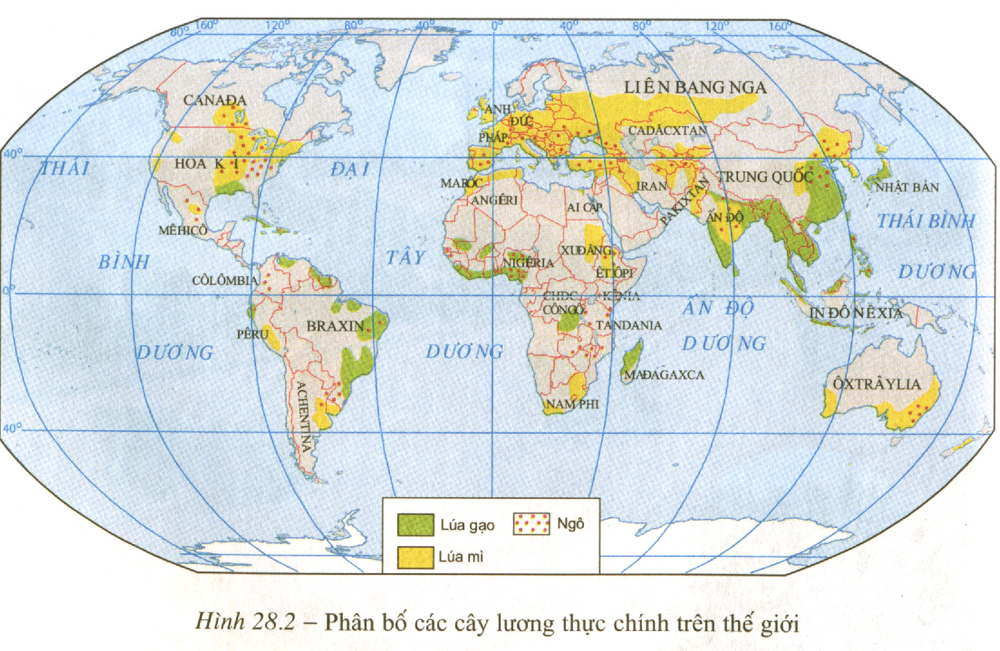 160° 120° 80° 40° 0° 40° 80° 120° 160°
80°
LIÊN BANG NGA
CANAĐA
ANH
ĐỨC
CADĂCXTAN
PHÁP
40°
THÁI
HOA KÌ
ĐẠI
TRUNG QUỐC
MARỐC
IRAN
NHẬT BẢN
ANGIÊRI
AI CẬP
PAKIXTAN
ẤN ĐỘ
THÁI BÌNH
MÊHICÔ
BÌNH
TÂY
XUĐĂNG
NIGIÊRIA
DƯƠNG
ÊTIÔPI
CÔLÔMBIA
0°
CHDC
CÔNGÔ
KÊNIA
ẤN ĐỘ
INĐÔNÊXIA
BRAXIN
TANDANIA
PÊRU
DƯƠNG
DƯƠNG
DƯƠNG
MAĐAGAXCA
ÔXTRÂYLIA
ACHENTINA
NAM PHI
40°
Lúa gạo
Ngô
Lúa mì
Hình 28.2 – Phân bố các cây lương thực chính trên thế giới